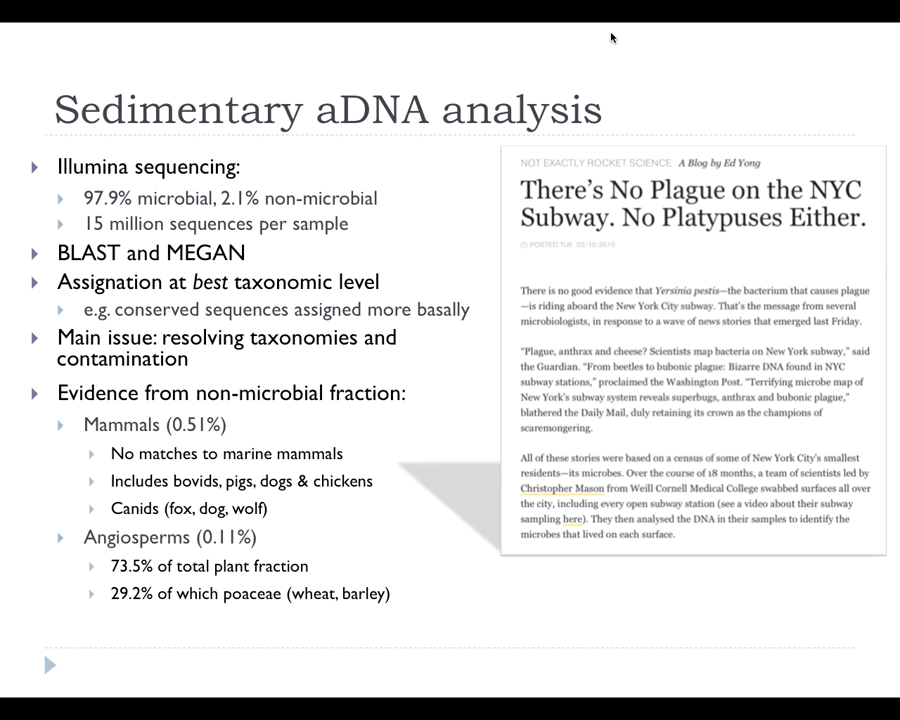 Sedimentary aDNA analysis
Illumina sequencing:
97.9% microbial, 2.1% non-microbial
15 million sequences per sample
BLAST and MEGAN
Assignation at best taxonomic level
e.g. conserved sequences assigned more basally
Main issue: resolving taxonomies and
contamination
Evidence from non-microbial fraction:
Mammals (0.51%)
No matches to marine mammals
Includes bovids, pigs, dogs & chickens
Canids (fox, dog, wolf)
Angiosperms (0.11%)
73.5% of total plant fraction
29.2% of which poaceae (wheat, barley)
NOT EXACTLY ROCKET SCIENCE A Blog by Ed Yong
There's No Plague on the NYC
Subway. No Platypuses Either.
POSTED TUE, 02/10/2015
There is no good evidence that Yersinia pestis—the bacterium that causes plague
—is riding aboard the New York City subway. That's the message from several
microbiologists, in response to a wave of news stories that emerged last Friday.
"Plague, anthrax and cheese? Scientists map bacteria on New York subway," said
the Guardian. "From beetles to bubonic plague: Bizarre DNA found in NYC
subway stations," proclaimed the Washington Post. "Terrifying microbe map of
New York's subway system reveals superbugs, anthrax and bubonic plague,"
blathered the Daily Mail, duly retaining its crown as the champions of
scaremongering.
All of these stories were based on a census of some of New York City's smallest
residents—its microbes. Over the course of 18 months, a team of scientists led by
Christopher Mason from Weill Cornell Medical College swabbed surfaces all over
the city, including every open subway station (see a video about their subway
sampling here). They then analysed the DNA in their samples to identify the
microbes that lived on each surface.